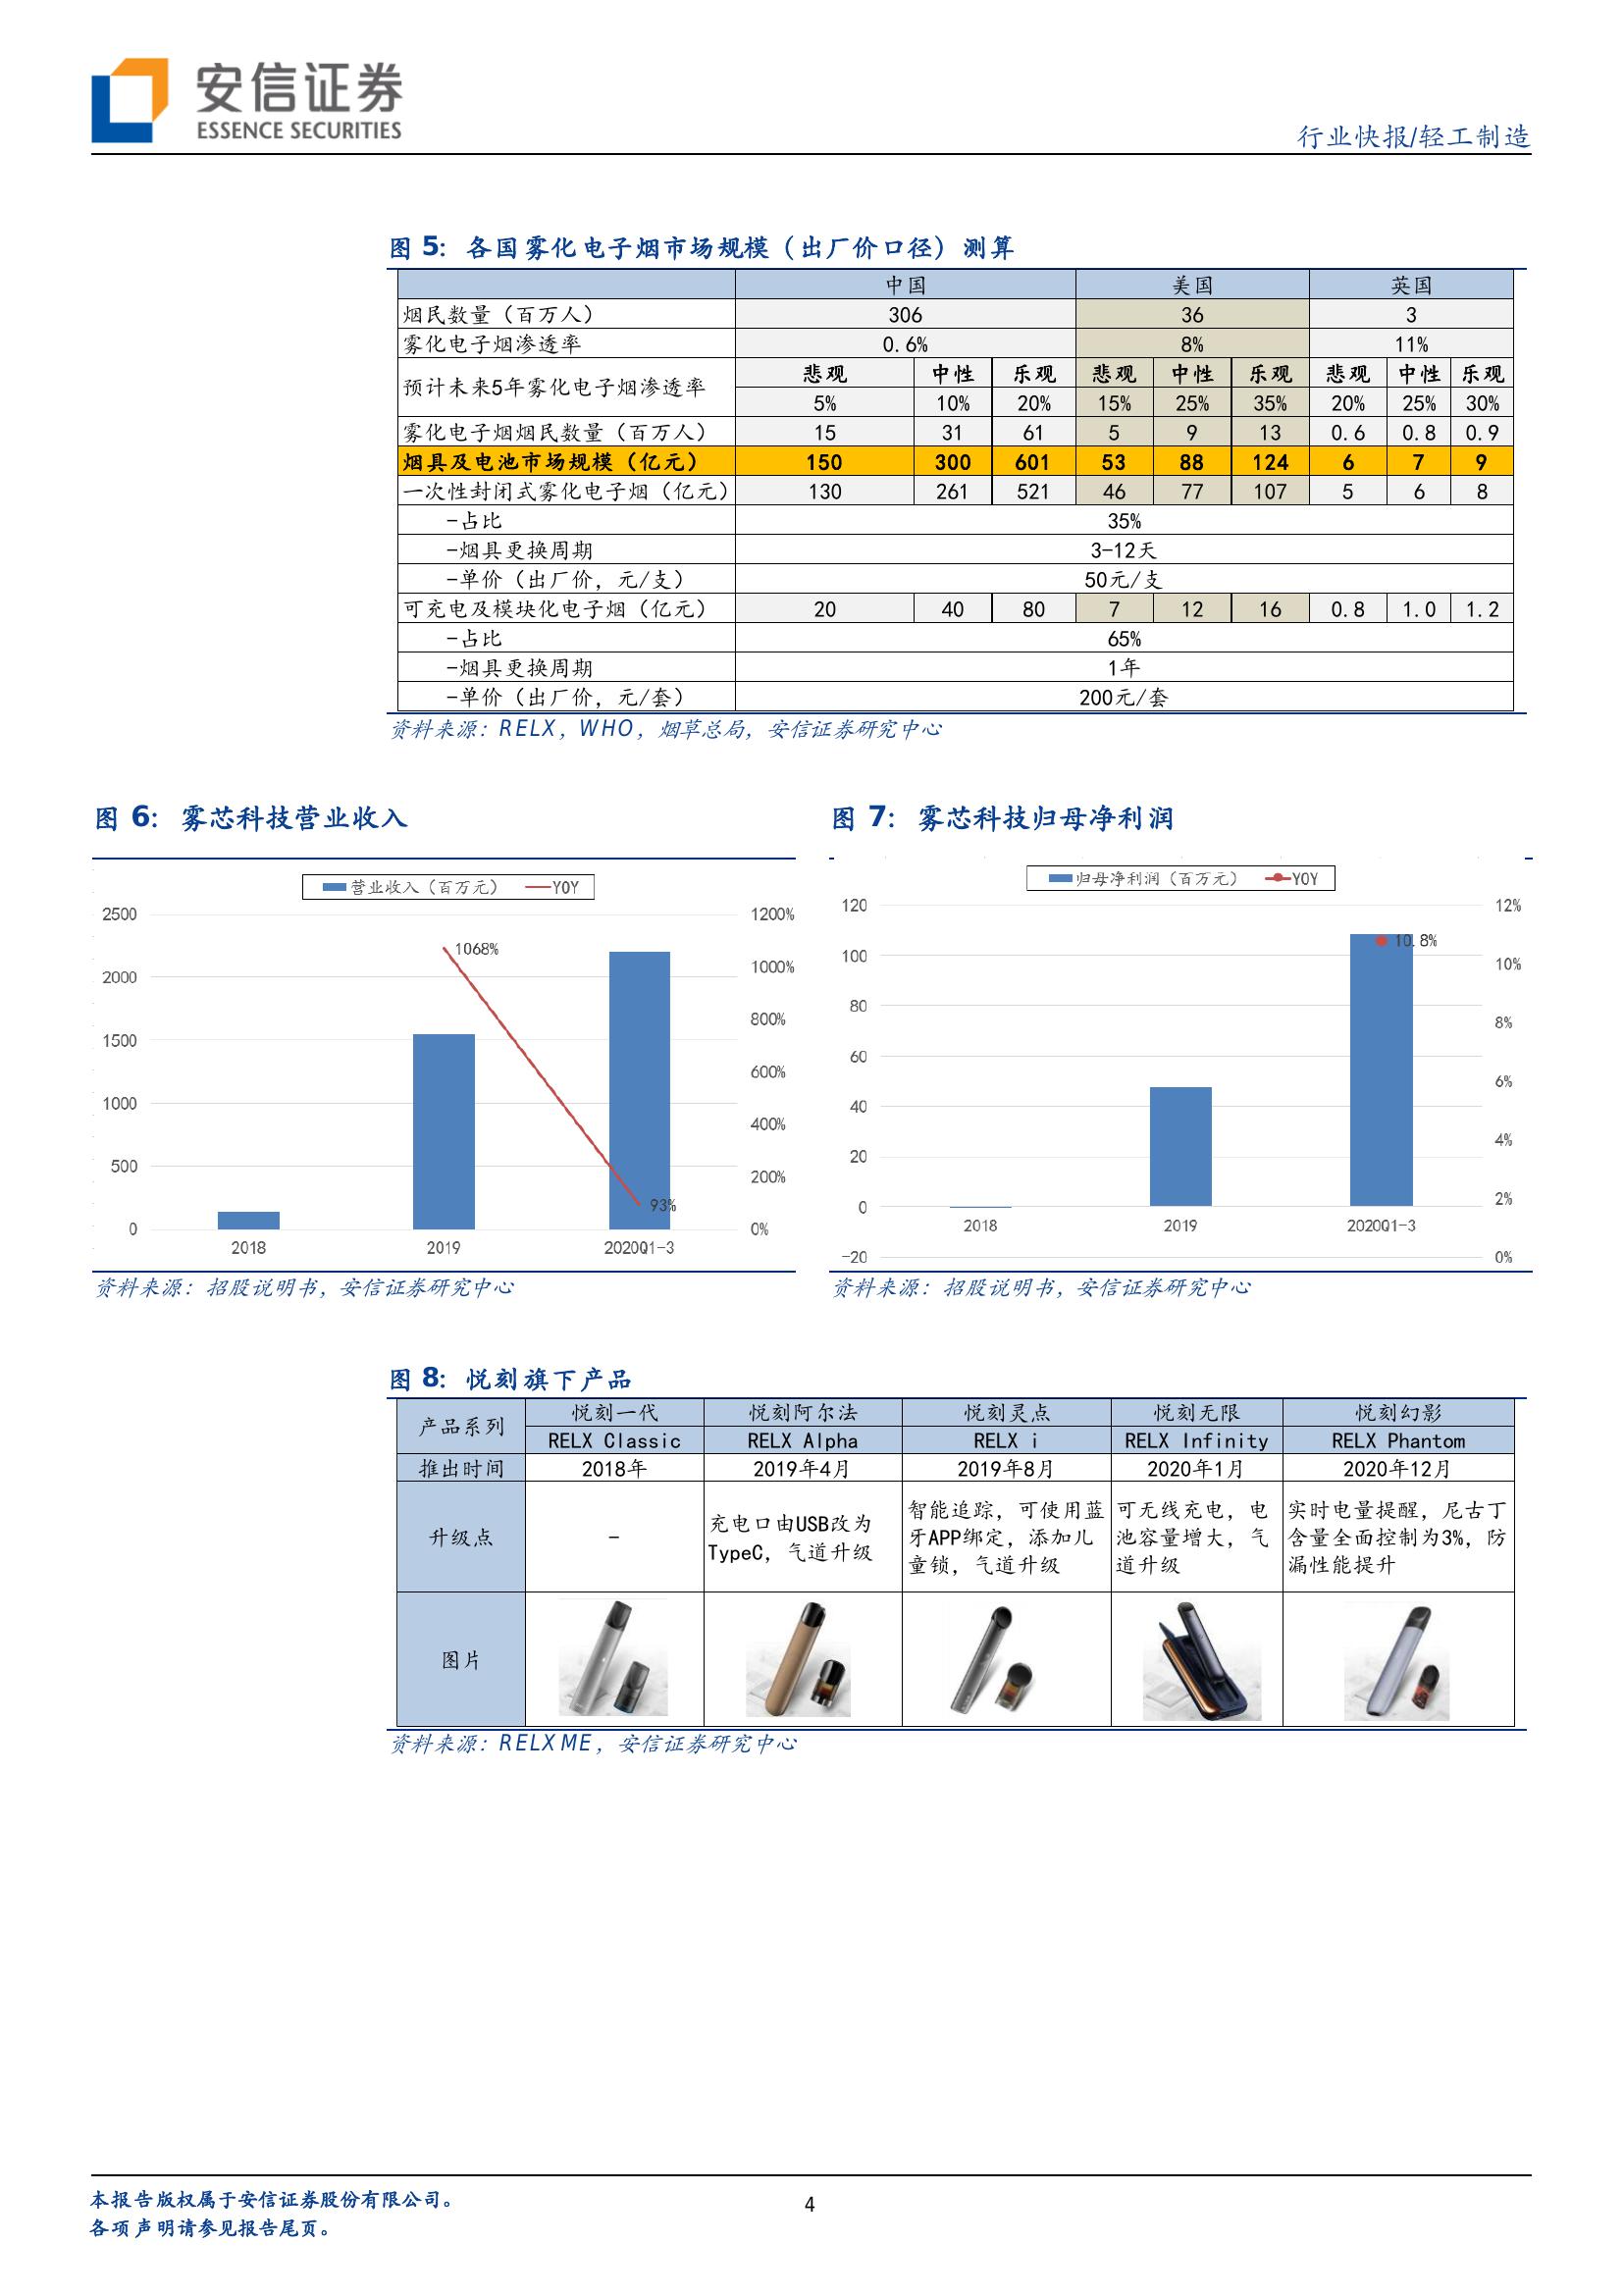 安信证券
ESSENCE SECURITIES
行业快报/轻工制造
图 5: 各国雾化电子烟市场规模（出厂价口径）测算
中国 美国 英国
烟民数量（百万人） 306 36 3
雾化电子烟渗透率 0.6% 8% 11%
预计未来5年雾化电子烟渗透率 悲观 中性 乐观 悲观 中性 乐观 悲观 中性 乐观
5% 10% 20% 15% 25% 35% 20% 25% 30%
雾化电子烟烟民数量（百万人） 15 31 61 5 9 13 0.6 0.8 0.9
烟具及电池市场规模（亿元） 150 300 601 53 88 124 6 7 9
一次性封闭式雾化电子烟（亿元） 130 261 521 46 77 107 5 6 8
-占比 35%
-烟具更换周期 3-12天
-单价（出厂价，元/支） 50元/支
可充电及模块化电子烟（亿元） 20 40 80 7 12 16 0.8 1.0 1.2
-占比 65%
-烟具更换周期 1年
-单价（出厂价，元/套） 200元/套
资料来源：RELX，WHO，烟草总局，安信证券研究中心
图 6: 雾芯科技营业收入
营业收入（百万元） YOY
2500 1200%
2000 1000%
1500 800%
1000 600%
500 400%
0 200%
0%
1068%
93%
2018 2019 2020Q1-3
资料来源：招股说明书，安信证券研究中心
图 7: 雾芯科技归母净利润
归母净利润（百万元） YOY
120 12%
100 10%
80 8%
60 6%
40 4%
20 2%
0
-20 0%
10.8%
2018 2019 2020Q1-3
资料来源：招股说明书，安信证券研究中心
图 8: 悦刻旗下产品
产品系列 悦刻一代 悦刻阿尔法 悦刻灵点 悦刻无限 悦刻幻影
RELX Classic RELX Alpha RELX i RELX Infinity RELX Phantom
推出时间 2018年 2019年4月 2019年8月 2020年1月 2020年12月
升级点
-
充电口由USB改为
TypeC，气道升级
智能追踪，可使用蓝
牙APP绑定，添加儿
童锁，气道升级
可无线充电，电
池容量增大，气
道升级
实时电量提醒，尼古丁
含量全面控制为3%，防
漏性能提升
图片
资料来源：RELX ME，安信证券研究中心
本报告版权属于安信证券股份有限公司。
各项声明请参见报告尾页。
4